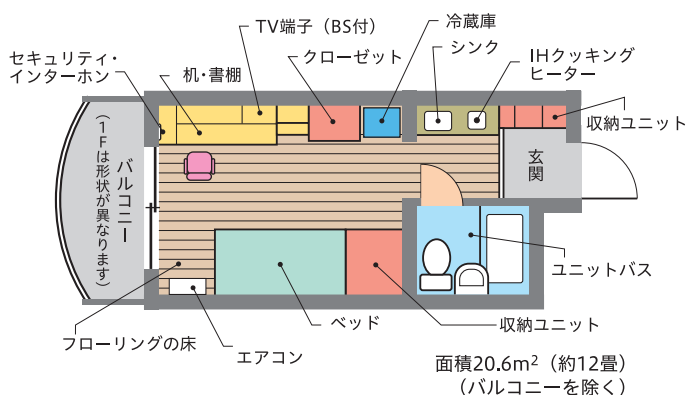 TV端子（BS付）
冷蔵庫
セキュリティ・
インターホン
机・書棚
クローゼット
シンク
IHクッキング
ヒーター
収納ユニット
玄関
バルコニー
（1Fは形状が異なります）
ユニットバス
フローリングの床
エアコン
ベッド
収納ユニット
面積20.6m²（約12畳）
（バルコニーを除く）